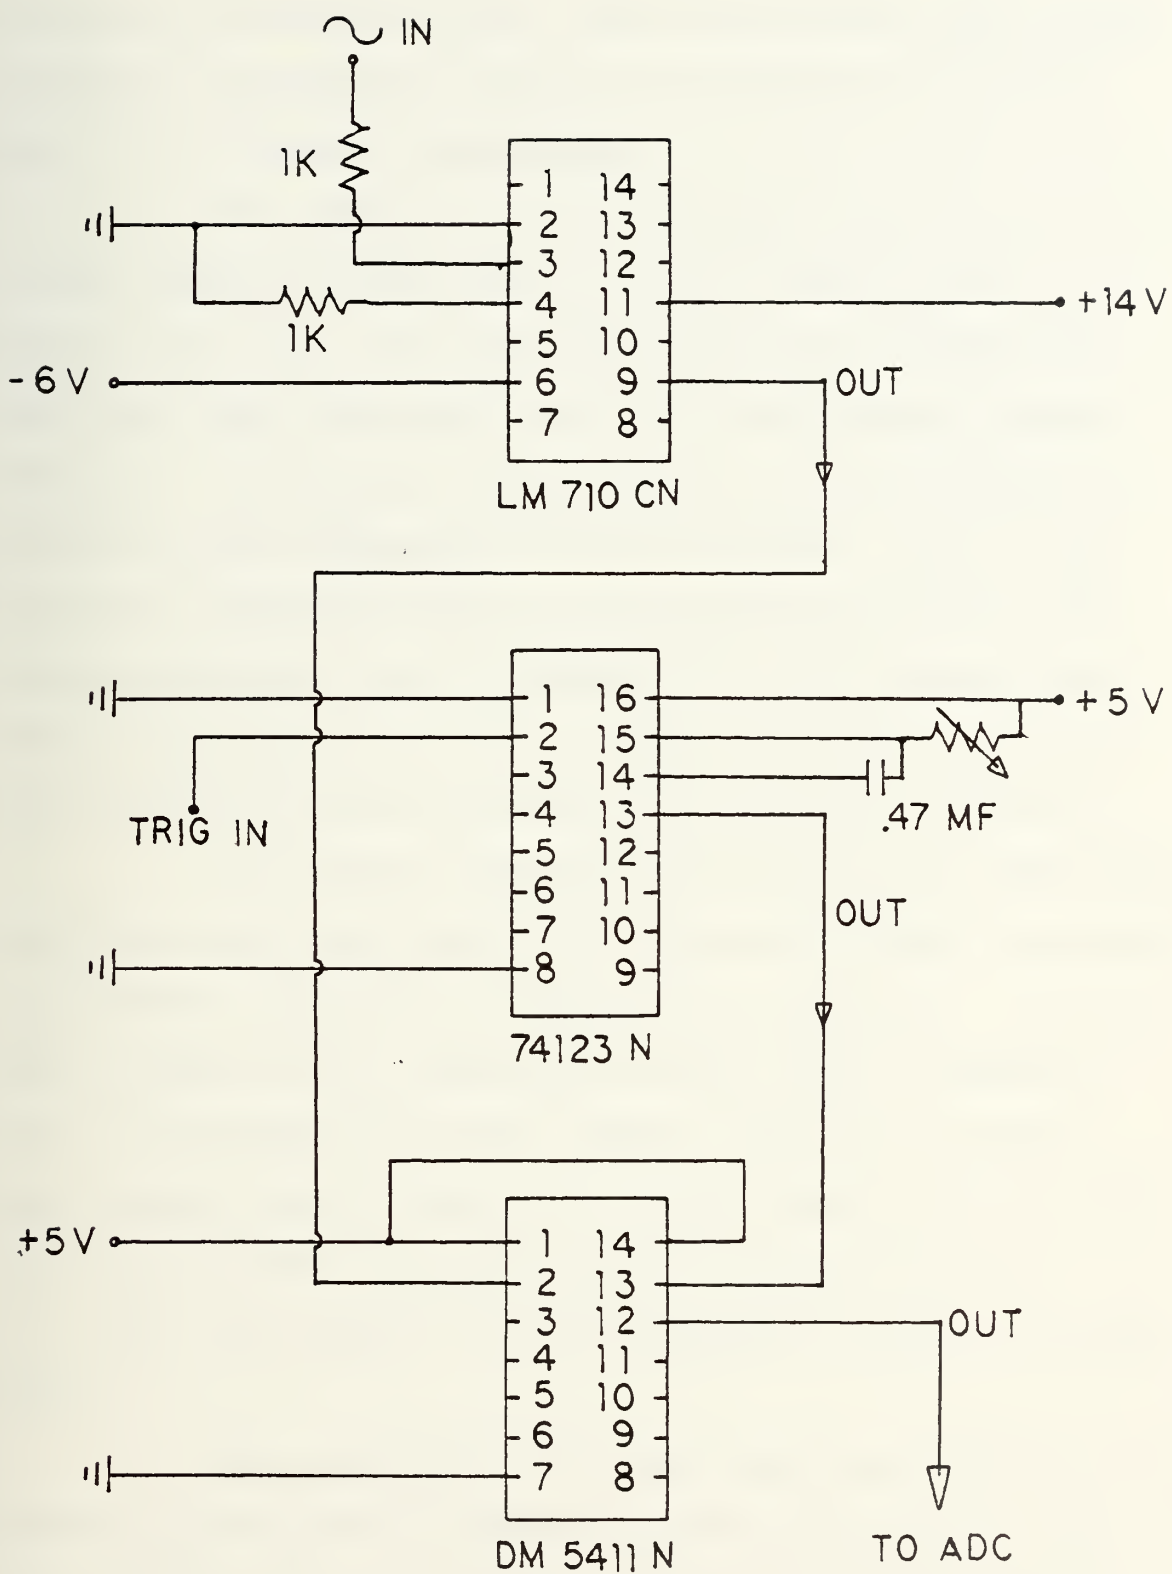 IN
1K
1 14
2 13
3 12
4 11 +14 V
1K
5 10
-6 V 6 9 OUT
7 8
LM 710 CN
1 16 +5 V
2 15
3 14
.47 MF
TRIG IN
4 13
5 12
6 11
OUT
7 10
8 9
74123 N
+5 V 1 14
2 13
3 12 OUT
4 11
5 10
6 9
7 8
DM 5411 N
TO ADC